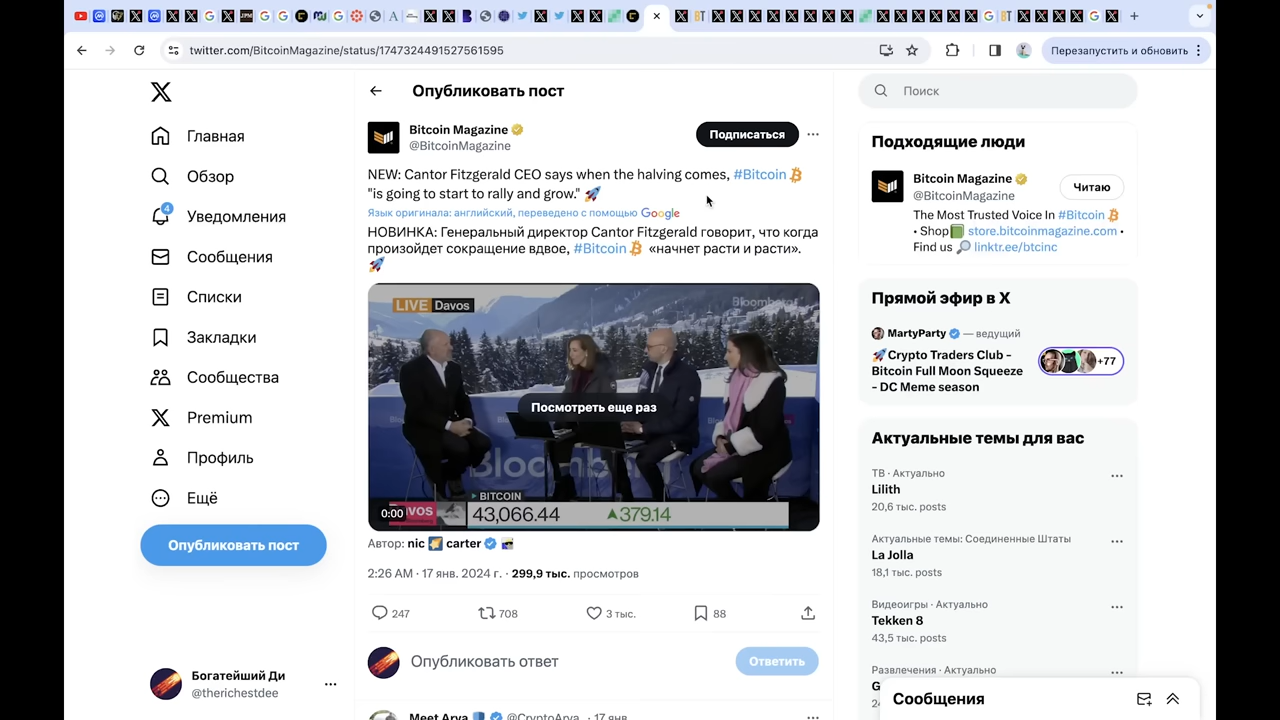 twitter.com/BitcoinMagazine/status/1747324491527561595
Перезапустить и обновить
Главная
Обзор
4
Уведомления
Сообщения
Списки
Закладки
Сообщества
Premium
Профиль
Ещё
Опубликовать пост
Богатейший Ди
@therichestdee
Опубликовать пост
Bitcoin Magazine
@BitcoinMagazine
Подписаться
NEW: Cantor Fitzgerald CEO says when the halving comes, #Bitcoin
"is going to start to rally and grow." 🚀
Язык оригинала: английский, переведено с помощью Google
НОВИНКА: Генеральный директор Cantor Fitzgerald говорит, что когда
произойдет сокращение вдвое, #Bitcoin «начнет расти и расти».
🚀
LIVE Davos
Bloomberg
Посмотреть еще раз
Bloomb
BITCOIN
0:00
43,066.44 ▲379.14
Автор: nic carter
2:26 AM · 17 янв. 2024 г. · 299,9 тыс. просмотров
247 708 3 тыс. 88
Опубликовать ответ
Ответить
Meet Arya @CryptoArya · 17 янв.
Поиск
Подходящие люди
Bitcoin Magazine
@BitcoinMagazine
Читаю
The Most Trusted Voice In #Bitcoin
• Shop store.bitcoinmagazine.com •
Find us 🔎 linktr.ee/btcinc
Прямой эфир в X
MartyParty — ведущий
🚀Crypto Traders Club -
Bitcoin Full Moon Squeeze
- DC Meme season
+77
Актуальные темы для вас
ТВ · Актуально
Lilith
20,6 тыс. posts
Актуальные темы: Соединенные Штаты
La Jolla
18,1 тыс. posts
Видеоигры · Актуально
Tekken 8
43,5 тыс. posts
Развлечения · Актуально
Сообщения